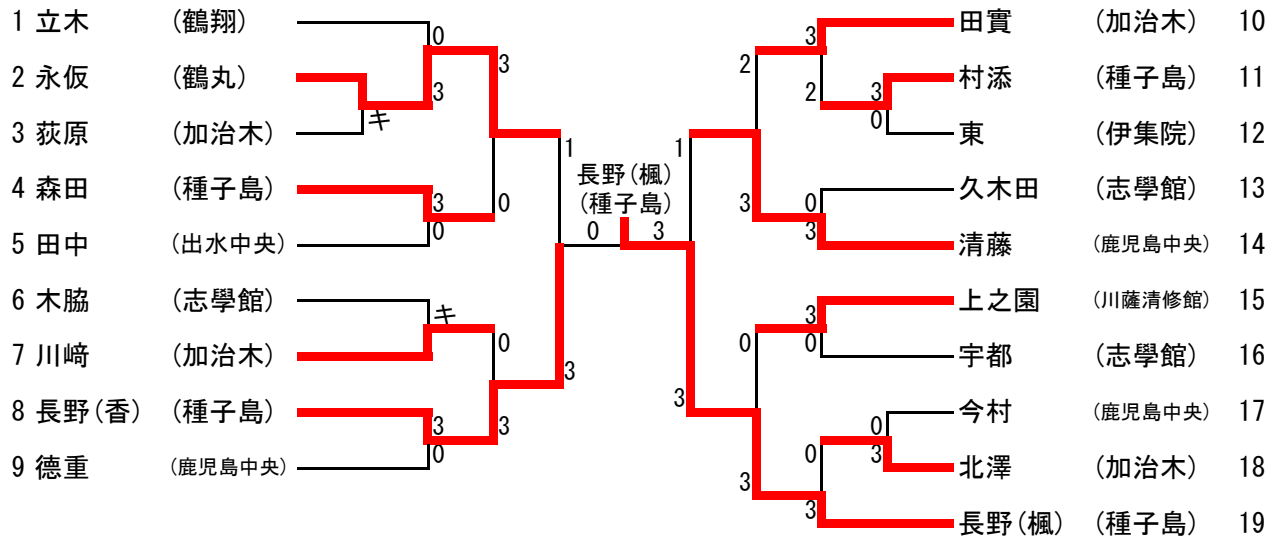 1 立木 (鶴翔)
2 永仮 (鶴丸)
3 荻原 (加治木)
4 森田 (種子島)
5 田中 (出水中央)
6 木脇 (志學館)
7 川﨑 (加治木)
8 長野(香) (種子島)
9 德重 (鹿児島中央)
0
3
3
キ
3
0
0
1
キ
0
3
3
3
0
長野(楓)
(種子島)
0 3
3
2
2
3
0
1
3
0
3
3
0
0
3
0
0
3
3
3
田實 (加治木) 10
村添 (種子島) 11
東 (伊集院) 12
久木田 (志學館) 13
清藤 (鹿児島中央) 14
上之園 (川薩清修館) 15
宇都 (志學館) 16
今村 (鹿児島中央) 17
北澤 (加治木) 18
長野(楓) (種子島) 19